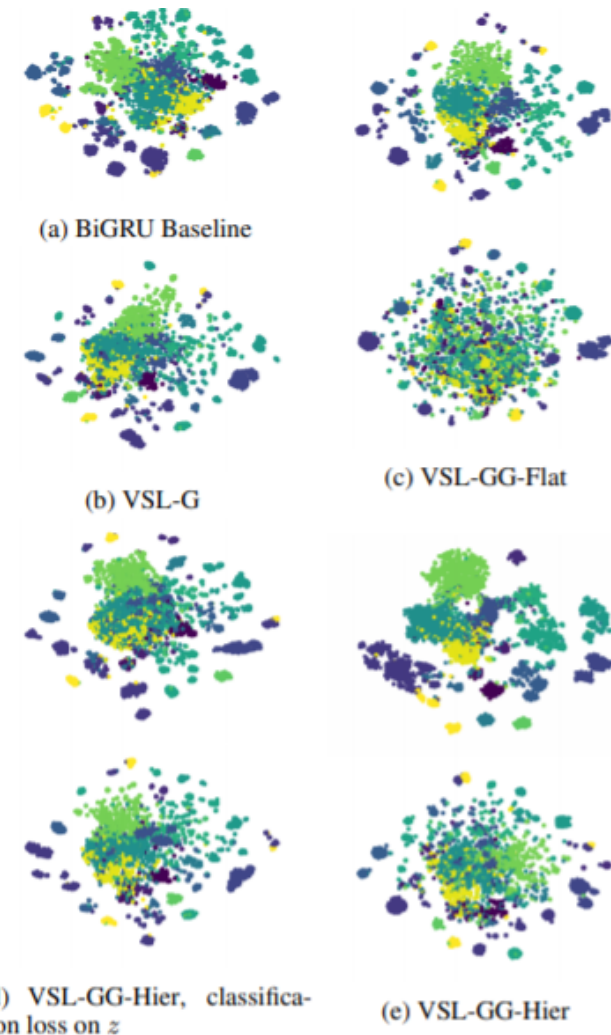 (a) BiGRU Baseline
(b) VSL-G
(c) VSL-GG-Flat
) VSL-GG-Hier, classifica-
on loss on z
(e) VSL-GG-Hier